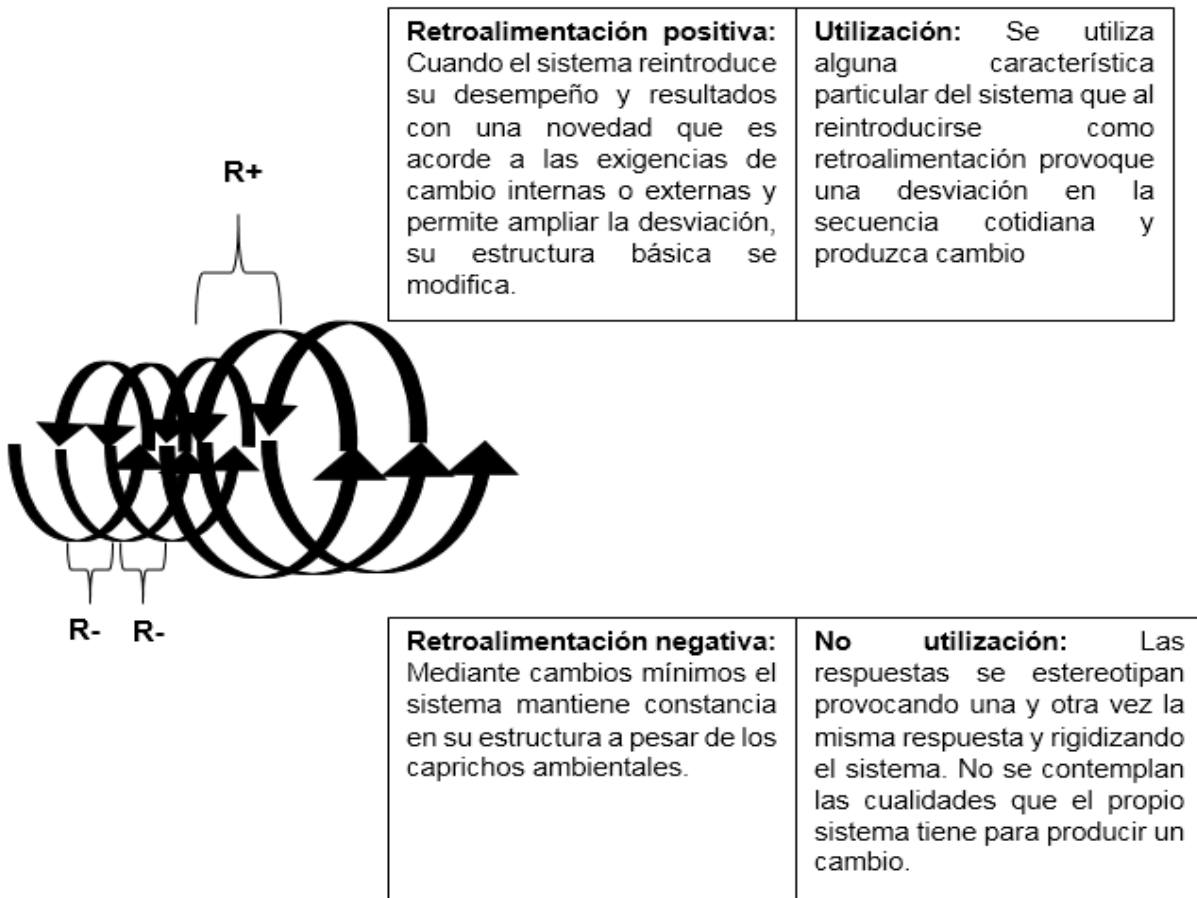 Retroalimentación positiva:
Cuando el sistema reintroduce
su desempeño y resultados
con una novedad que es
acorde a las exigencias de
cambio internas o externas y
permite ampliar la desviación,
su estructura básica se
modifica.
Utilización: Se utiliza
alguna característica
particular del sistema que al
reintroducirse como
retroalimentación provoque
una desviación en la
secuencia cotidiana y
produzca cambio
R+
R- R-
Retroalimentación negativa:
Mediante cambios mínimos el
sistema mantiene constancia
en su estructura a pesar de los
caprichos ambientales.
No utilización: Las
respuestas se estereotipan
provocando una y otra vez la
misma respuesta y rigidizando
el sistema. No se contemplan
las cualidades que el propio
sistema tiene para producir un
cambio.